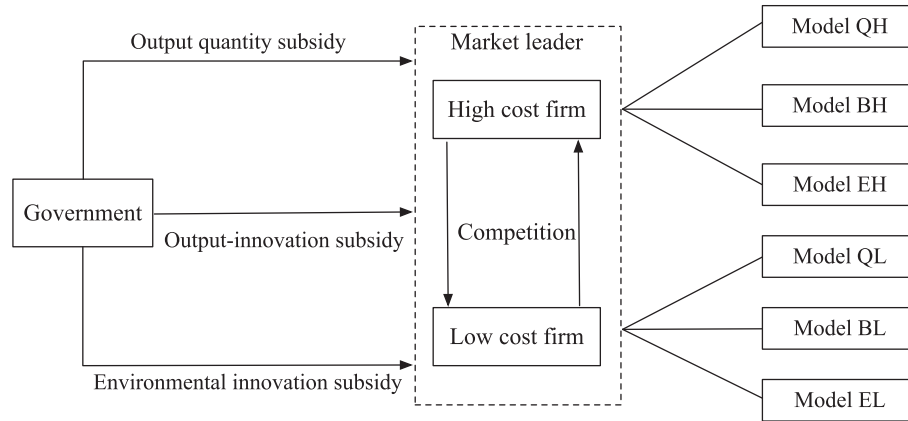 Output quantity subsidy
Market leader
Model QH
High cost firm
Model BH
Model EH
Government
Output-innovation subsidy
Competition
Model QL
Low cost firm
Model BL
Environmental innovation subsidy
Model EL